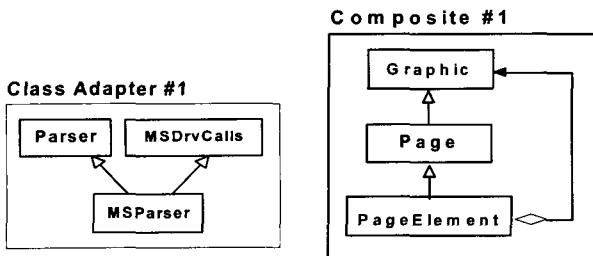 Class Adapter #1
Parser
MSDrvCalls
MSParser
Composite #1
Graphic
Page
PageElement